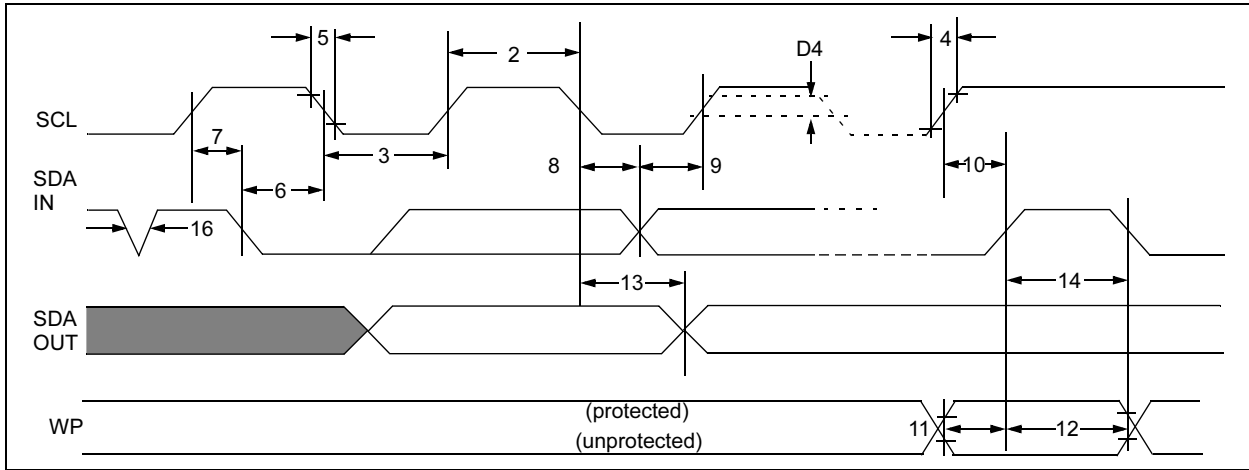 5
2
D4
4
SCL
7
3
8
9
10
6
SDA
IN
16
13
14
SDA
OUT
(protected)
WP
11
12
(unprotected)